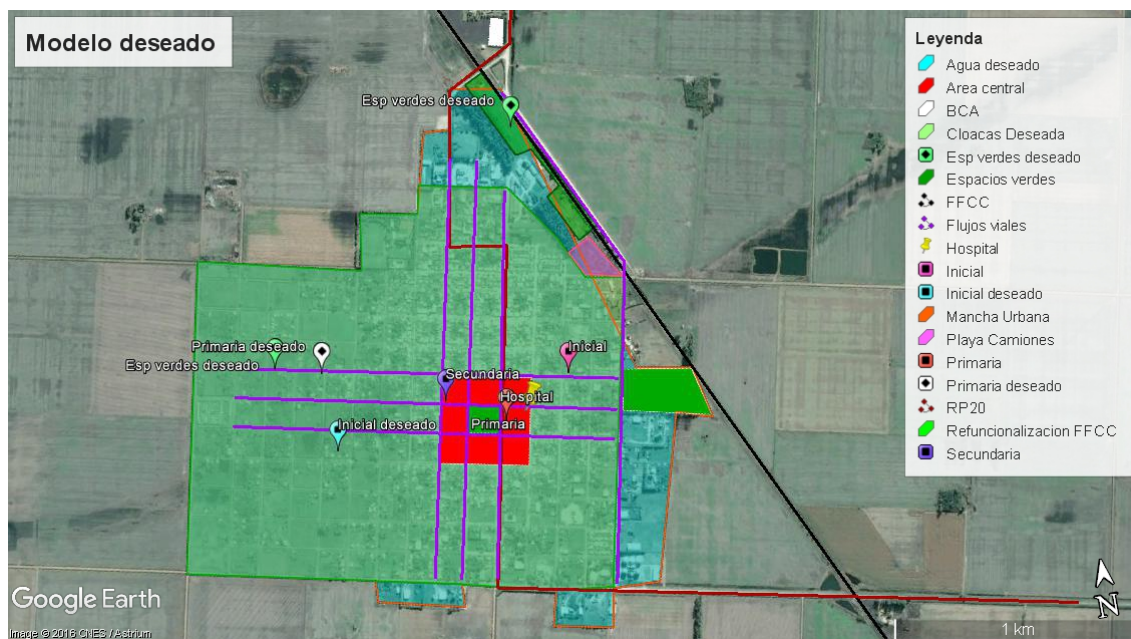 Modelo deseado
Leyenda
Agua deseado
Area central
BCA
Cloacas Deseada
Esp verdes deseado
Espacios verdes
FFCC
Flujos viales
Hospital
Inicial
Inicial deseado
Mancha Urbana
Playa Camiones
Primaria
Primaria deseado
RP20
Refuncionalizacion FFCC
Secundaria
Esp verdes deseado
Primaria deseado
Esp verdes deseado
Inicial
Secundaria
Hospital
Inicial deseado
Primaria
Google Earth
Image © 2016 CNES / Astrium
1 km
N